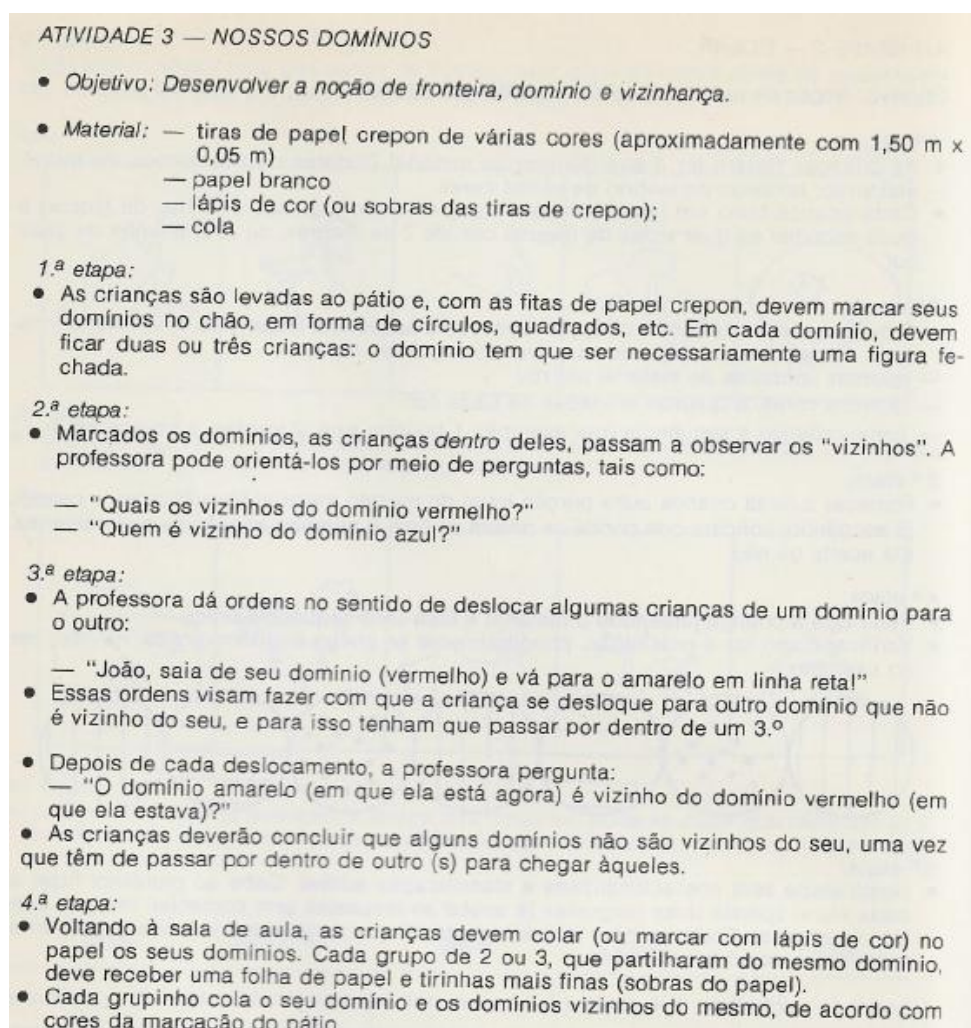 ATIVIDADE 3 — NOSSOS DOMÍNIOS
• Objetivo: Desenvolver a noção de fronteira, domínio e vizinhança.
• Material: — tiras de papel crepon de várias cores (aproximadamente com 1,50 m x
0,05 m)
— papel branco
— lápis de cor (ou sobras das tiras de crepon);
— cola
1.ª etapa:
• As crianças são levadas ao pátio e, com as fitas de papel crepon, devem marcar seus
domínios no chão, em forma de círculos, quadrados, etc. Em cada domínio, devem
ficar duas ou três crianças: o domínio tem que ser necessariamente uma figura fe-
chada.
2.ª etapa:
• Marcados os domínios, as crianças dentro deles, passam a observar os "vizinhos". A
professora pode orientá-los por meio de perguntas, tais como:
— "Quais os vizinhos do domínio vermelho?"
— "Quem é vizinho do domínio azul?"
3.ª etapa:
• A professora dá ordens no sentido de deslocar algumas crianças de um domínio para
o outro:
— "João, saia de seu domínio (vermelho) e vá para o amarelo em linha reta!"
• Essas ordens visam fazer com que a criança se desloque para outro domínio que não
é vizinho do seu, e para isso tenham que passar por dentro de um 3.º
• Depois de cada deslocamento, a professora pergunta:
— "O domínio amarelo (em que ela está agora) é vizinho do domínio vermelho (em
que ela estava)?"
• As crianças deverão concluir que alguns domínios não são vizinhos do seu, uma vez
que têm de passar por dentro de outro (s) para chegar àqueles.
4.ª etapa:
• Voltando à sala de aula, as crianças devem colar (ou marcar com lápis de cor) no
papel os seus domínios. Cada grupo de 2 ou 3, que partilharam do mesmo domínio,
deve receber uma folha de papel e tirinhas mais finas (sobras do papel).
• Cada grupinho cola o seu domínio e os domínios vizinhos do mesmo, de acordo com
cores da marcação do pátio